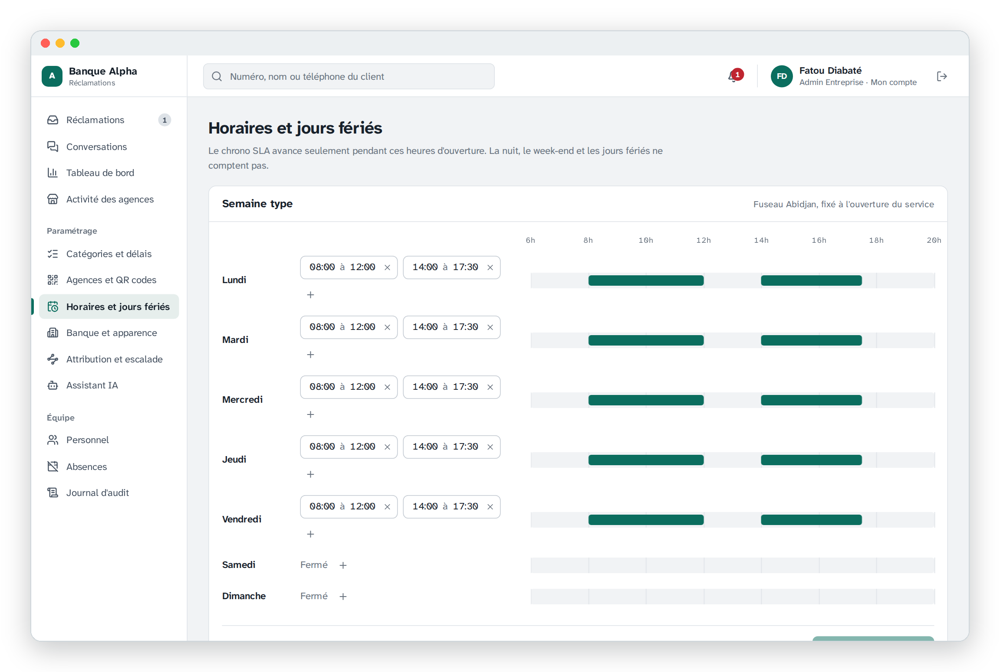 A
Banque Alpha
Réclamations
Numéro, nom ou téléphone du client
1
FD
Fatou Diabaté
Admin Entreprise · Mon compte
Réclamations 1
Conversations
Tableau de bord
Activité des agences
Paramétrage
Catégories et délais
Agences et QR codes
Horaires et jours fériés
Banque et apparence
Attribution et escalade
Assistant IA
Équipe
Personnel
Absences
Journal d'audit
Horaires et jours fériés
Le chrono SLA avance seulement pendant ces heures d'ouverture. La nuit, le week-end et les jours fériés ne
comptent pas.
Semaine type
Fuseau Abidjan, fixé à l'ouverture du service
6h 8h 10h 12h 14h 16h 18h 20h
Lundi 08:00 à 12:00 14:00 à 17:30
Mardi 08:00 à 12:00 14:00 à 17:30
Mercredi 08:00 à 12:00 14:00 à 17:30
Jeudi 08:00 à 12:00 14:00 à 17:30
Vendredi 08:00 à 12:00 14:00 à 17:30
Samedi Fermé
Dimanche Fermé